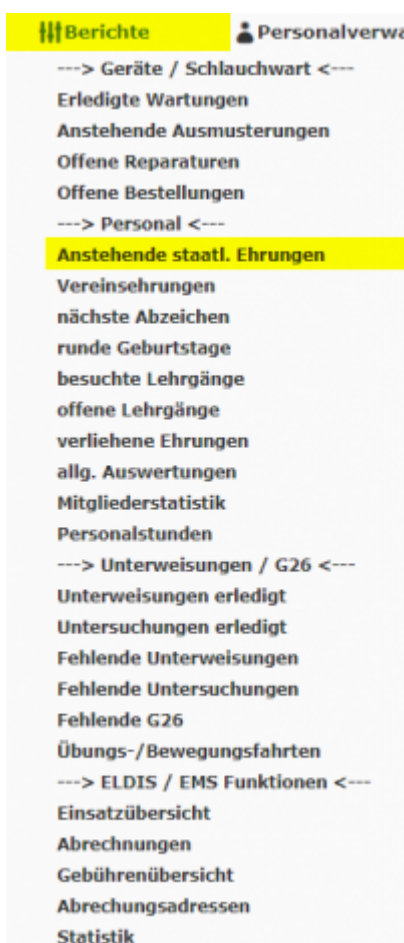 Berichte Personalverwa
---> Geräte / Schlauchwart <---
Erledigte Wartungen
Anstehende Ausmusterungen
Offene Reparaturen
Offene Bestellungen
---> Personal <---
Anstehende staatl. Ehrungen
Vereinsehrungen
nächste Abzeichen
runde Geburtstage
besuchte Lehrgänge
offene Lehrgänge
verliehene Ehrungen
allg. Auswertungen
Mitgliederstatistik
Personalstunden
---> Unterweisungen / G26 <---
Unterweisungen erledigt
Untersuchungen erledigt
Fehlende Unterweisungen
Fehlende Untersuchungen
Fehlende G26
Übungs-/Bewegungsfahrten
---> ELDIS / EMS Funktionen <---
Einsatzübersicht
Abrechnungen
Gebührenübersicht
Abrechungsadressen
Statistik